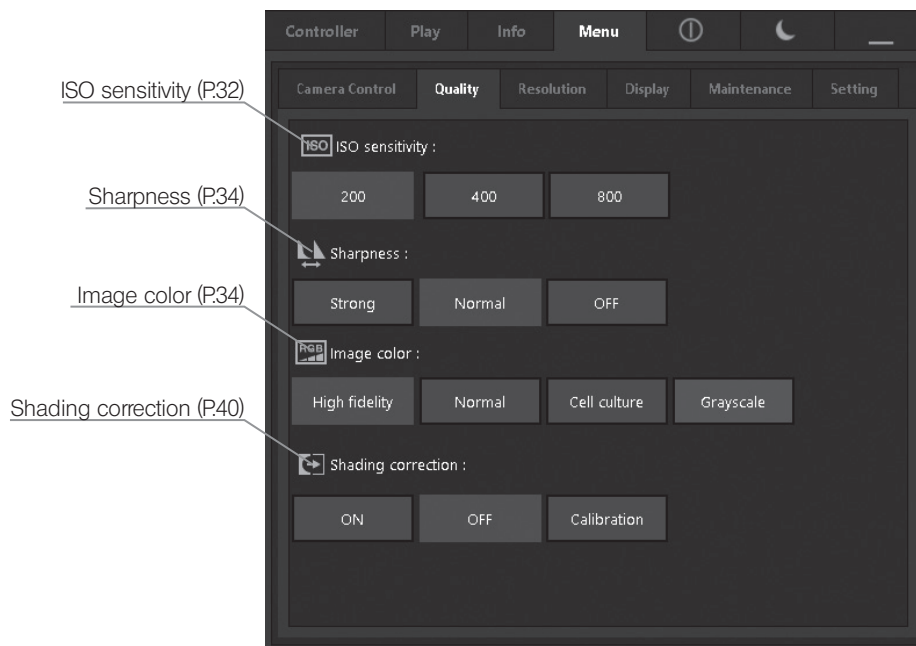 Controller Play Info Menu
Camera Control Quality Resolution Display Maintenance Setting
ISO sensitivity (P.32)
ISO ISO sensitivity :
200 400 800
Sharpness (P.34)
Sharpness :
Strong Normal OFF
Image color (P.34)
RGB Image color :
High fidelity Normal Cell culture Grayscale
Shading correction (P.40)
Shading correction :
ON OFF Calibration